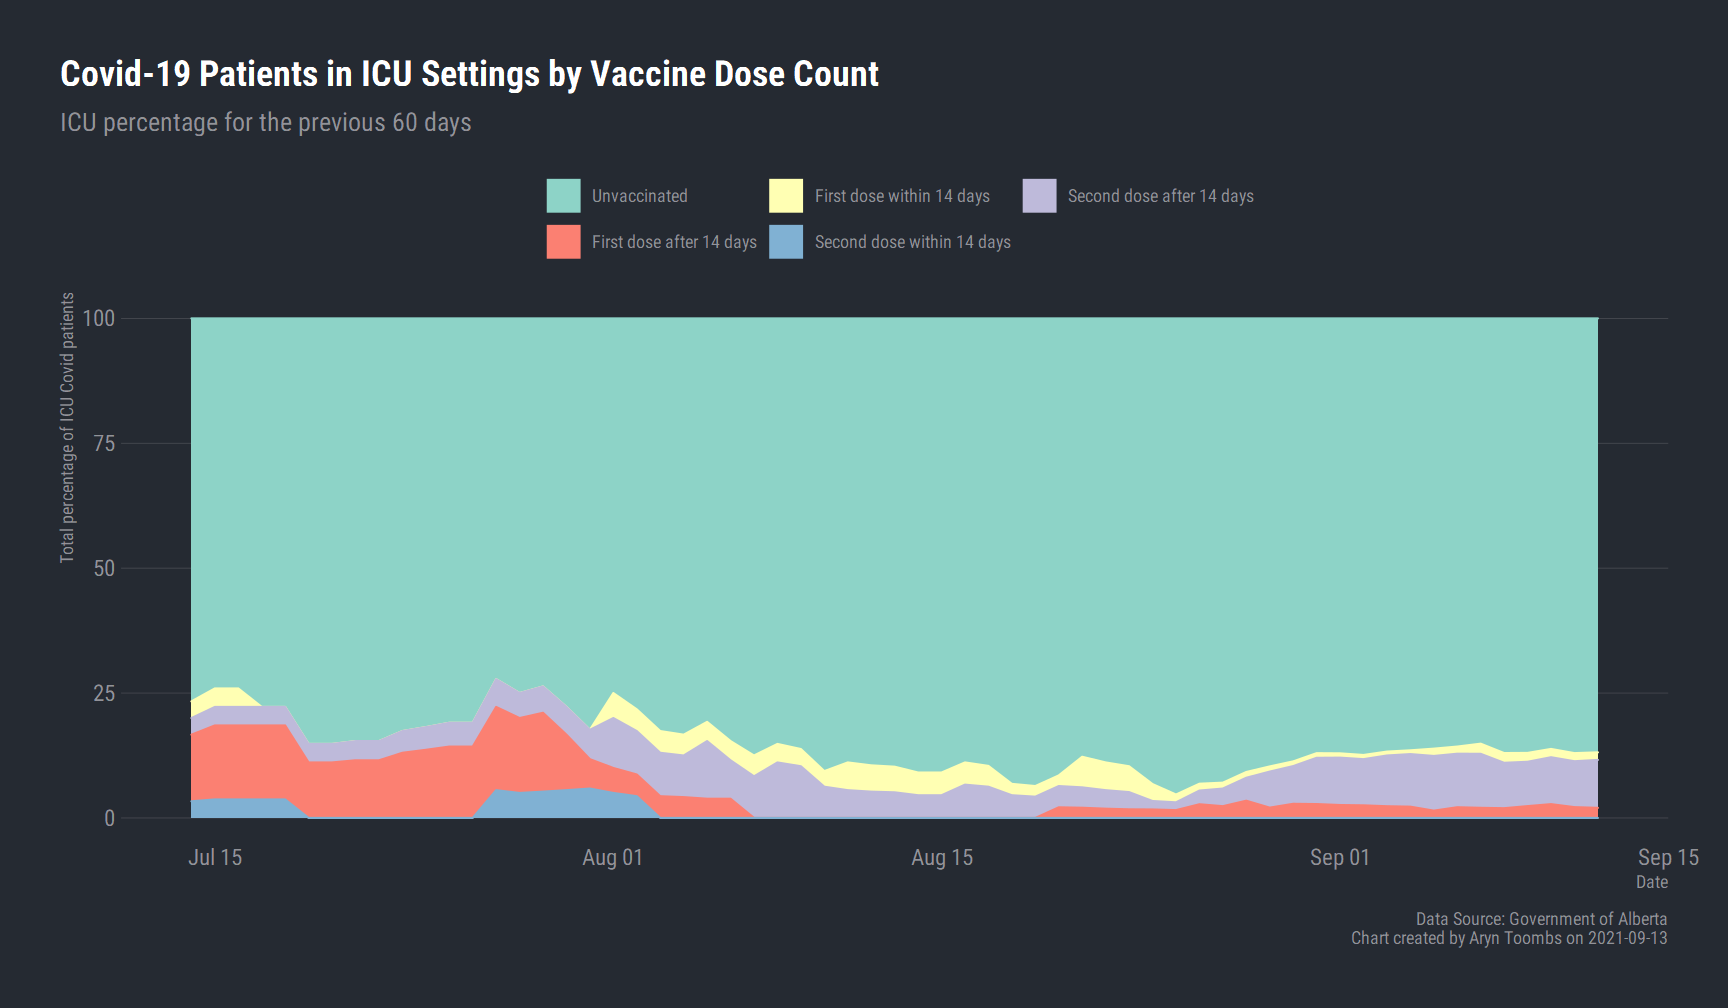 Covid-19 Patients in ICU Settings by Vaccine Dose Count
ICU percentage for the previous 60 days
Unvaccinated
First dose within 14 days
Second dose after 14 days
First dose after 14 days
Second dose within 14 days
Total percentage of ICU Covid patients
100
75
50
25
0
Jul 15
Aug 01
Aug 15
Sep 01
Sep 15
Date
Data Source: Government of Alberta
Chart created by Aryn Toombs on 2021-09-13